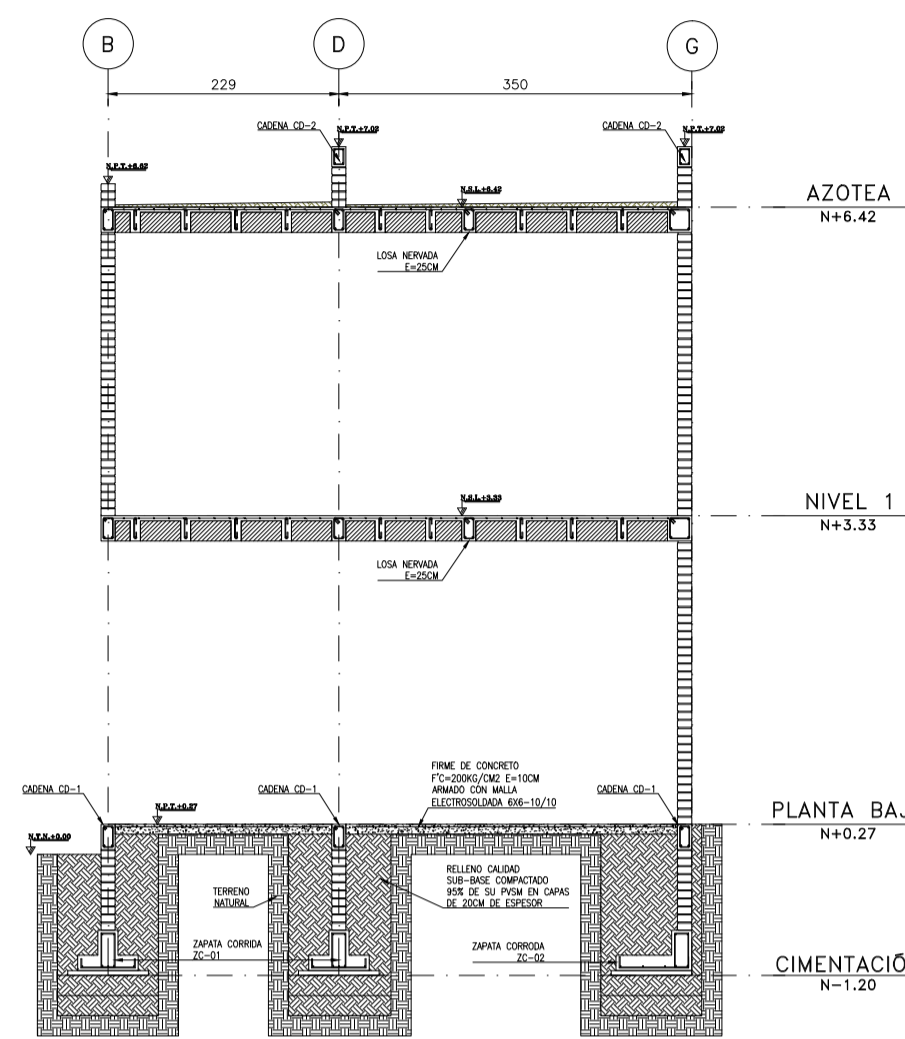 B
D
G
229
350
CADENA CD-2
N.P.T.+7.02
CADENA CD-2
N.P.T.+7.02
N.P.T.+6.62
N.S.L.+6.42
AZOTEA
N+6.42
LOSA NERVADA
E=25CM
N.S.L.+3.33
NIVEL 1
N+3.33
LOSA NERVADA
E=25CM
FIRME DE CONCRETO
F'C=200KG/CM2 E=10CM
ARMADO CON MALLA
ELECTROSOLDADA 6X6-10/10
CADENA CD-1
N.P.T.+0.27
CADENA CD-1
CADENA CD-1
PLANTA BAJ
N+0.27
N.T.N.+0.00
RELLENO CALIDAD
SUB-BASE COMPACTADO
95% DE SU PVSM EN CAPAS
DE 20CM DE ESPESOR
TERRENO
NATURAL
ZAPATA CORRIDA
ZC-01
ZAPATA CORRODA
ZC-02
CIMENTACIÓ
N-1.20